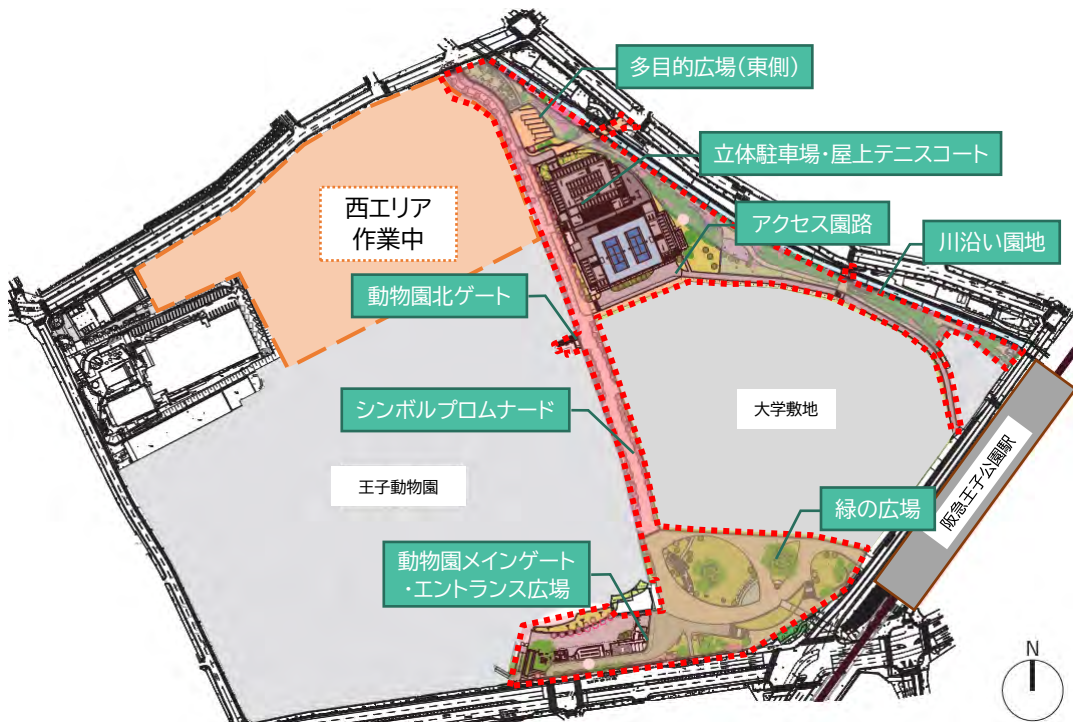 多目的広場(東側)
立体駐車場・屋上テニスコート
西エリア
作業中
アクセス園路
川沿い園地
動物園北ゲート
シンボルプロムナード
大学敷地
王子動物園
阪急王子公園駅
緑の広場
動物園メインゲート
・エントランス広場
N